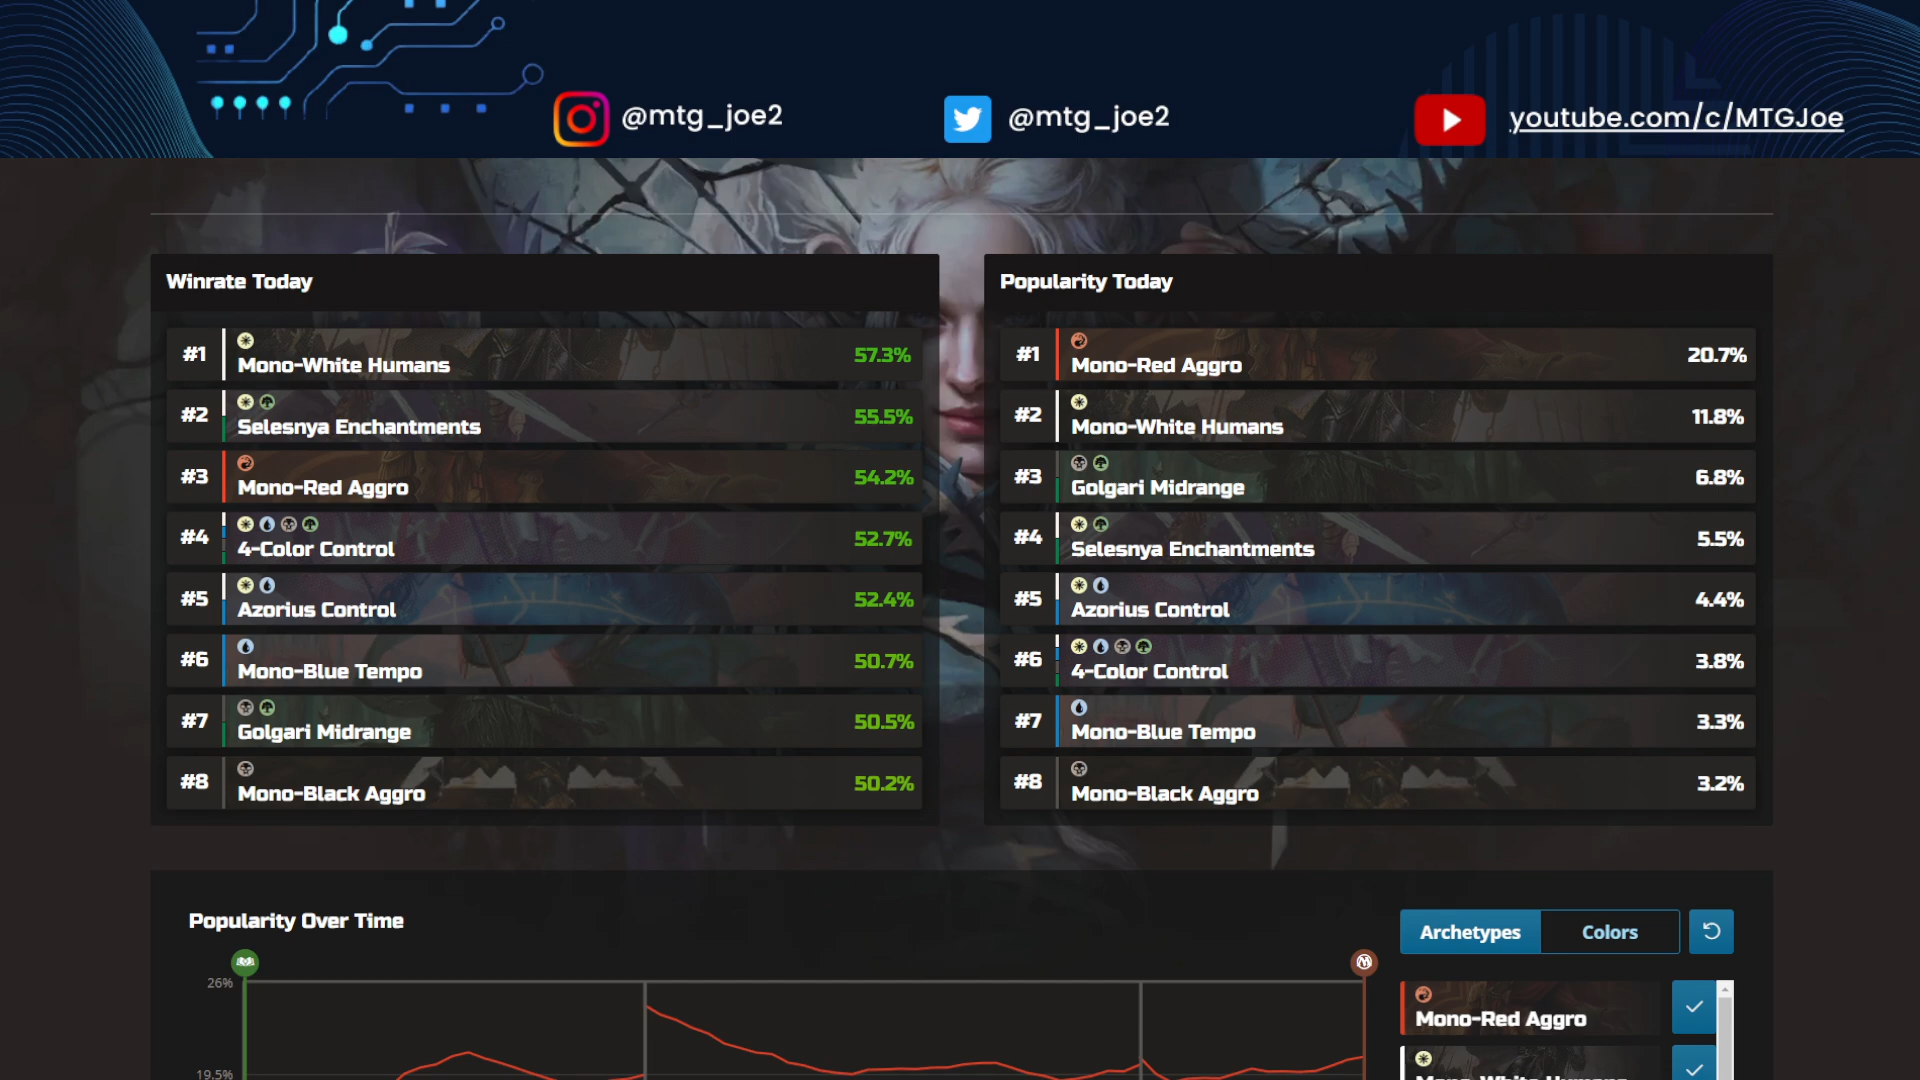 @mtg_joe2
@mtg_joe2
youtube.com/c/MTGJoe
Winrate Today
#1 Mono-White Humans 57.3%
#2 Selesnya Enchantments 55.5%
#3 Mono-Red Aggro 54.2%
#4 4-Color Control 52.7%
#5 Azorius Control 52.4%
#6 Mono-Blue Tempo 50.7%
#7 Golgari Midrange 50.5%
#8 Mono-Black Aggro 50.2%
Popularity Today
#1 Mono-Red Aggro 20.7%
#2 Mono-White Humans 11.8%
#3 Golgari Midrange 6.8%
#4 Selesnya Enchantments 5.5%
#5 Azorius Control 4.4%
#6 4-Color Control 3.8%
#7 Mono-Blue Tempo 3.3%
#8 Mono-Black Aggro 3.2%
Popularity Over Time
Archetypes Colors
26%
19.5%
Mono-Red Aggro
Mono-White Humans